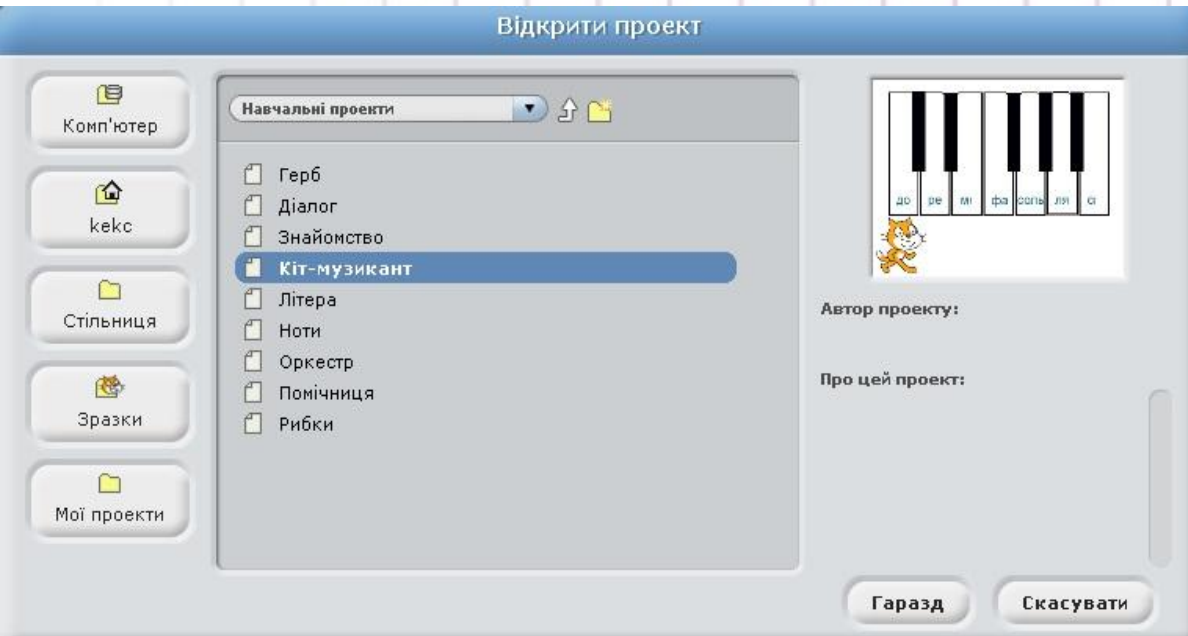 Відкрити проект
Комп'ютер
kekc
Стільниця
Зразки
Мої проекти
Навчальні проекти
Герб
Діалог
Знайомство
Кіт-музикант
Літера
Ноти
Оркестр
Помічниця
Рибки
до ре мі фа соль ля сі
Автор проекту:
Про цей проект:
Гаразд
Скасувати